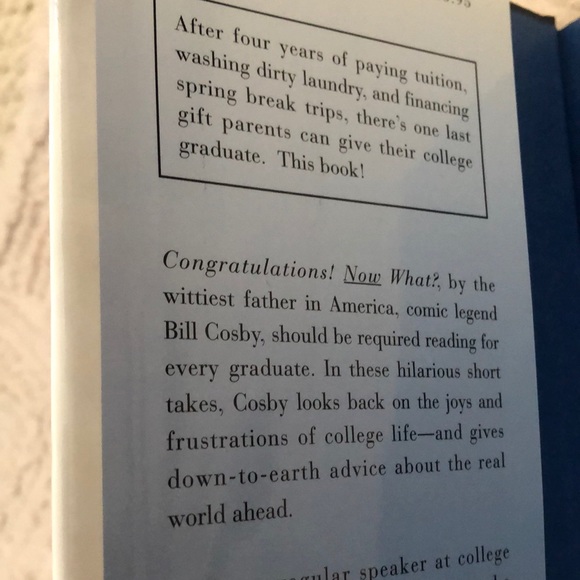 After four years of paying tuition,
washing dirty laundry, and financing
spring break trips, there's one last
gift parents can give their college
graduate. This book!
Congratulations! Now What?, by the
wittiest father in America, comic legend
Bill Cosby, should be required reading for
every graduate. In these hilarious short
takes, Cosby looks back on the joys and
frustrations of college life—and gives
down-to-earth advice about the real
world ahead.
speaker at college